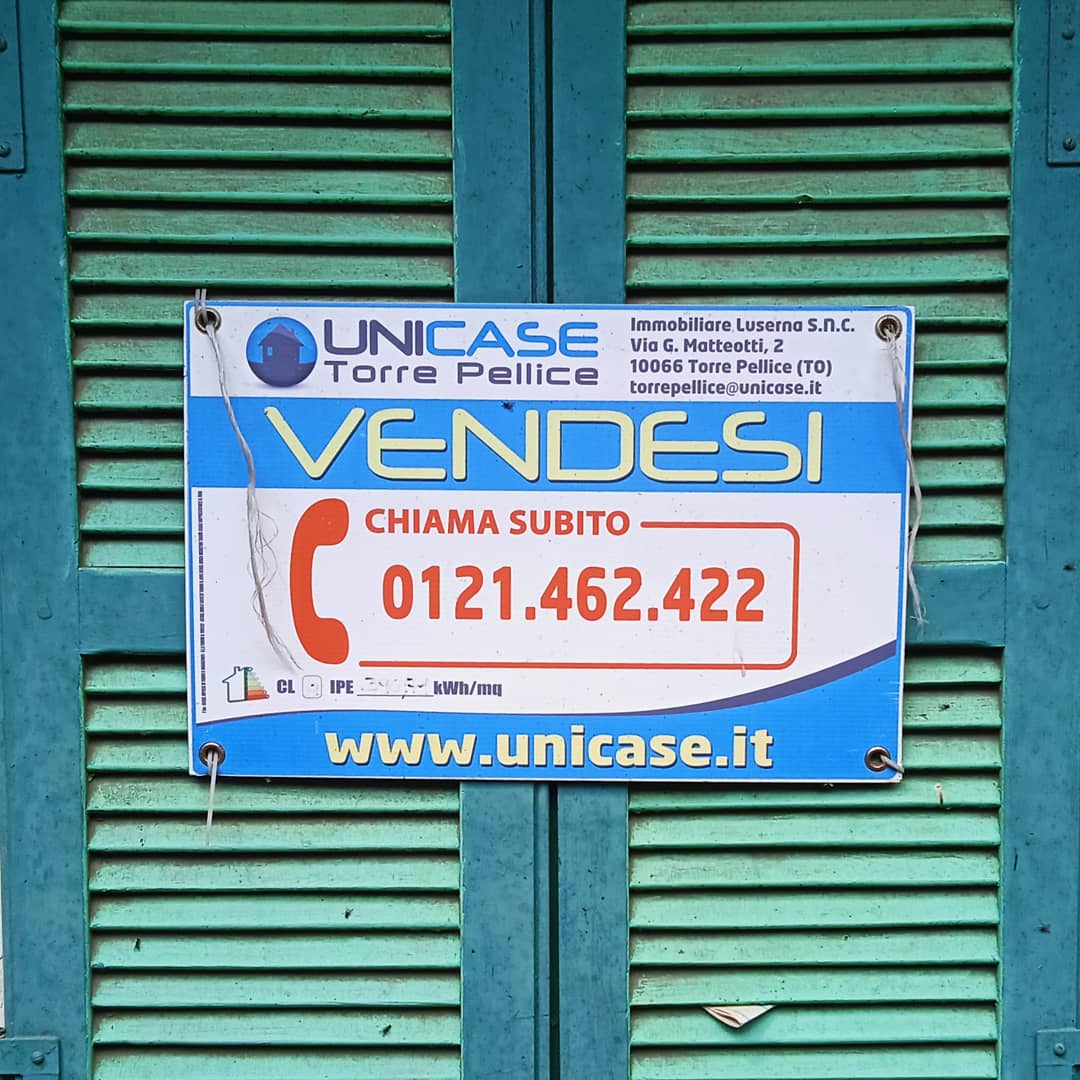 UNICASE
Torre Pellice
Immobiliare Luserna S.n.C.
Via G. Matteotti, 2
10066 Torre Pellice (TO)
torrepellice@unicase.it
VENDESI
CHIAMA SUBITO
0121.462.422
CL IPE kWh/mq
www.unicase.it